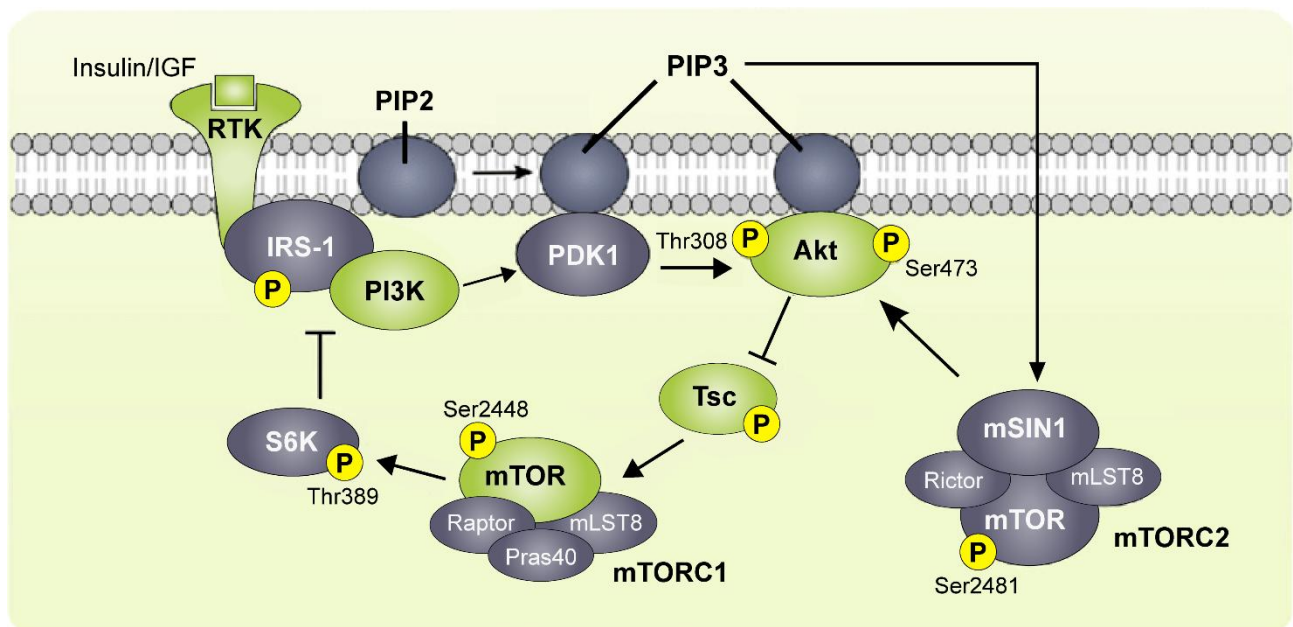 Insulin/IGF
RTK
PIP2
PIP3
IRS-1
P
PI3K
PDK1
Thr308
P
Akt
P
Ser473
Tsc
P
S6K
P
Thr389
Ser2448
P
mTOR
Raptor
mLST8
Pras40
mTORC1
mSIN1
Rictor
mLST8
mTOR
P
Ser2481
mTORC2